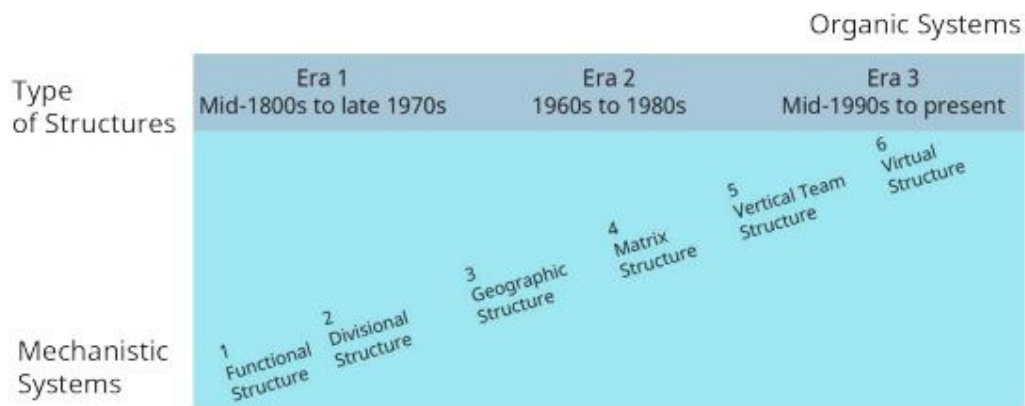 Organic Systems
Type
of Structures
Era 1
Mid-1800s to late 1970s
Era 2
1960s to 1980s
Era 3
Mid-1990s to present
6
Virtual
Structure
5
Vertical Team
Structure
4
Matrix
Structure
3
Geographic
Structure
2
Divisional
Structure
1
Functional
Structure
Mechanistic
Systems